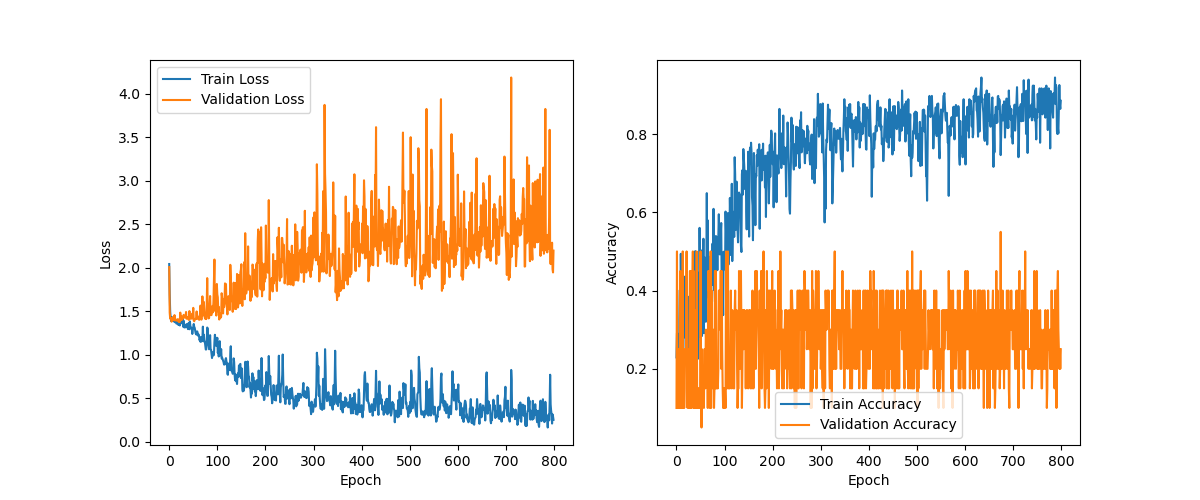 Train Loss
Validation Loss
4.0
3.5
3.0
2.5
2.0
1.5
1.0
0.5
0.0
Loss
0 100 200 300 400 500 600 700 800
Epoch
0.8
0.6
0.4
0.2
Accuracy
Train Accuracy
Validation Accuracy
0 100 200 300 400 500 600 700 800
Epoch